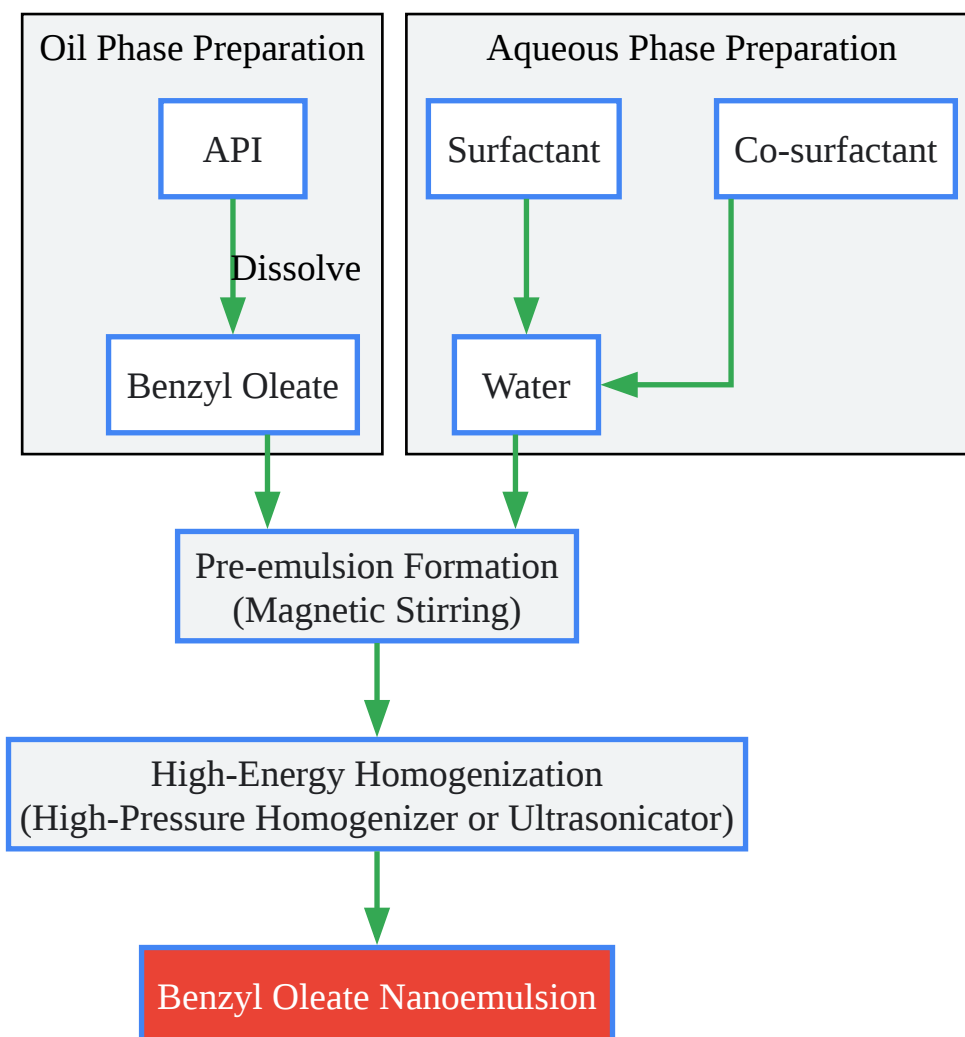 Oil Phase Preparation
Aqueous Phase Preparation
API
Surfactant
Co-surfactant
Dissolve
Benzyl Oleate
Water
Pre-emulsion Formation
(Magnetic Stirring)
High-Energy Homogenization
(High-Pressure Homogenizer or Ultrasonicator)
Benzyl Oleate Nanoemulsion